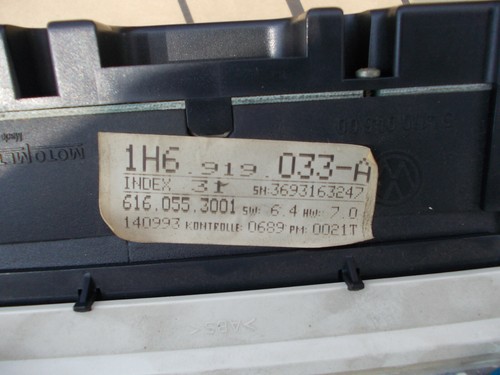 1H6.919.033-A
INDEX 31 SN:3693163247
616.055.3001 SW: 6.4 HW: 7.0
140993 KONTROLLE:0689 PM: 0021T
>ABS<